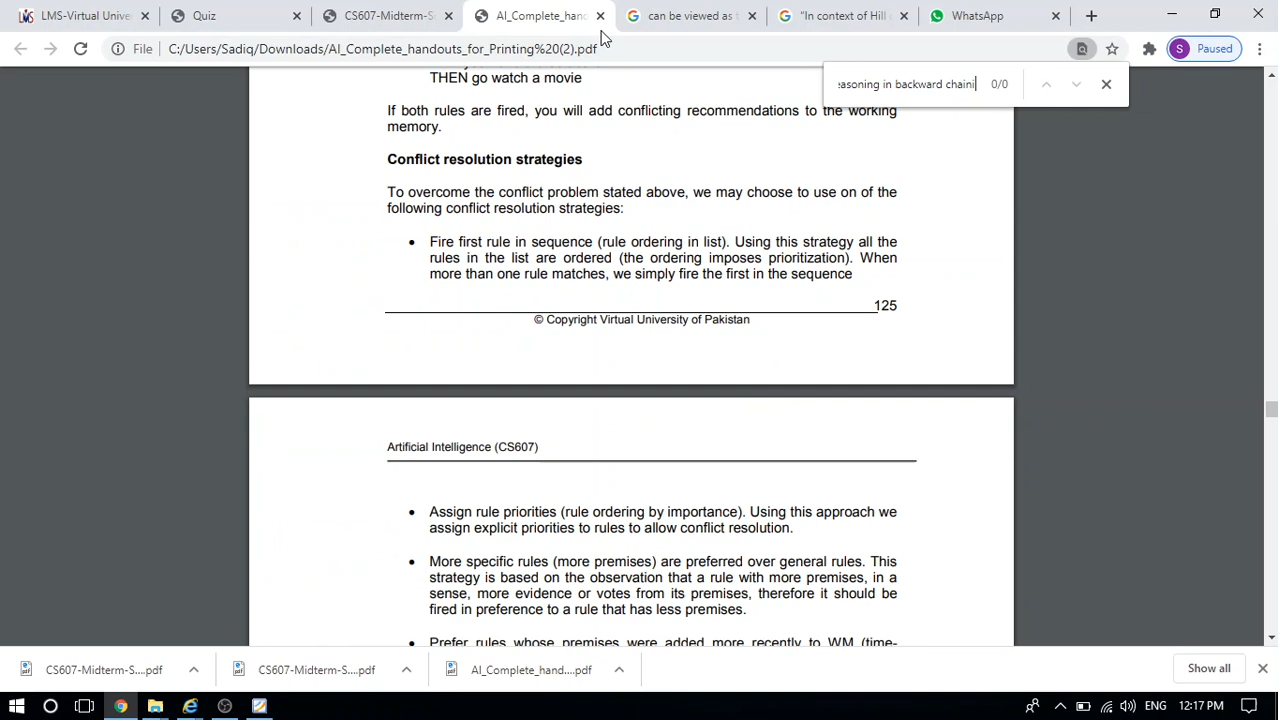 LMS-Virtual Univer
Quiz
CS607-Midterm-S
AI_Complete_hand
can be viewed as t
"In context of Hill c
WhatsApp
File
C:/Users/Sadiq/Downloads/AI_Complete_handouts_for_Printing%20(2).pdf
S
Paused
easoning in backward chaini
0/0
THEN go watch a movie
If both rules are fired, you will add conflicting recommendations to the working
memory.
Conflict resolution strategies
To overcome the conflict problem stated above, we may choose to use on of the
following conflict resolution strategies:
• Fire first rule in sequence (rule ordering in list). Using this strategy all the
rules in the list are ordered (the ordering imposes prioritization). When
more than one rule matches, we simply fire the first in the sequence
125
© Copyright Virtual University of Pakistan
Artificial Intelligence (CS607)
• Assign rule priorities (rule ordering by importance). Using this approach we
assign explicit priorities to rules to allow conflict resolution.
• More specific rules (more premises) are preferred over general rules. This
strategy is based on the observation that a rule with more premises, in a
sense, more evidence or votes from its premises, therefore it should be
fired in preference to a rule that has less premises.
• Prefer rules whose premises were added more recently to WM (time-
CS607-Midterm-S....pdf
CS607-Midterm-S....pdf
AI_Complete_hand....pdf
Show all
ENG
12:17 PM